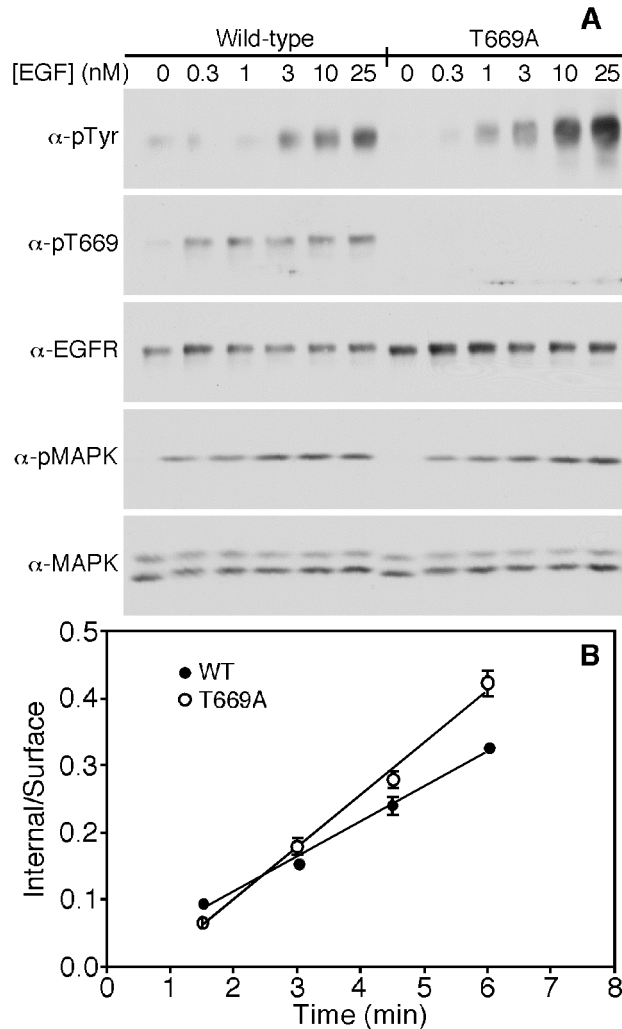 A
Wild-type T669A
[EGF] (nM) 0 0.3 1 3 10 25 0 0.3 1 3 10 25
α-pTyr
α-pT669
α-EGFR
α-pMAPK
α-MAPK
B
WT
T669A
Internal/Surface
0.5
0.4
0.3
0.2
0.1
0.0
0 1 2 3 4 5 6 7 8
Time (min)